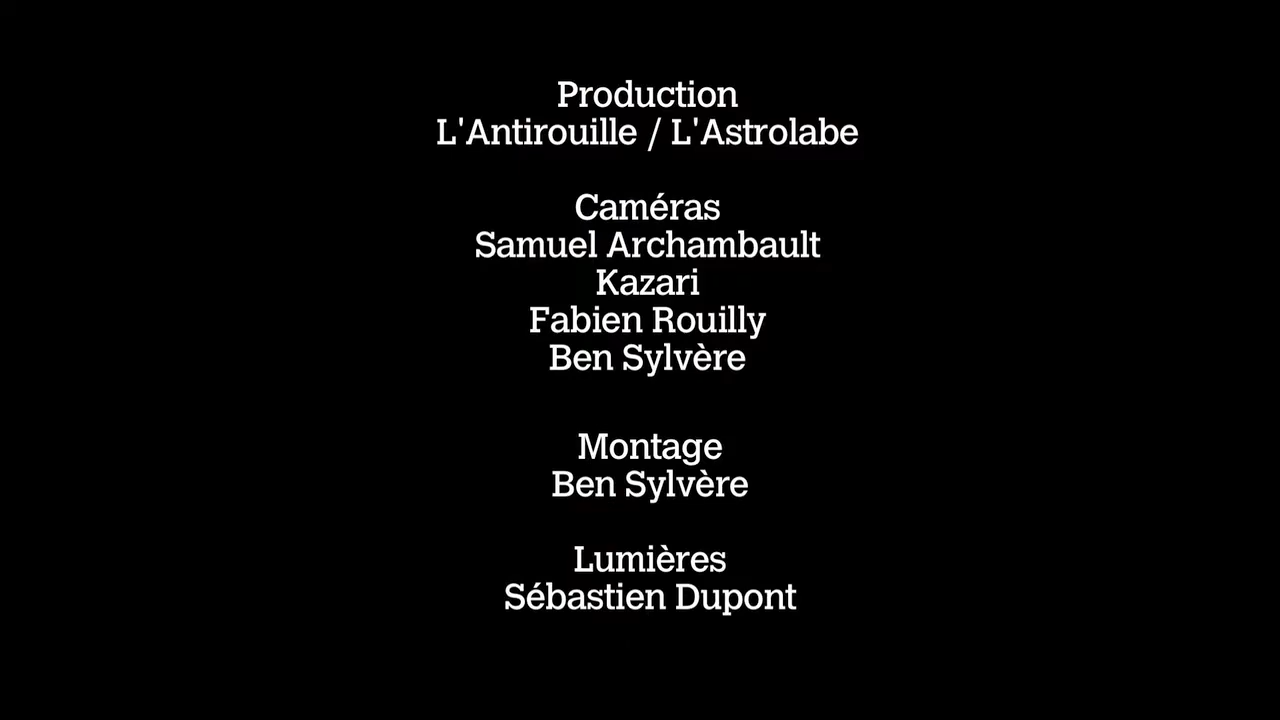 Production
L'Antirouille / L'Astrolabe
Caméras
Samuel Archambault
Kazari
Fabien Rouilly
Ben Sylvère
Montage
Ben Sylvère
Lumières
Sébastien Dupont